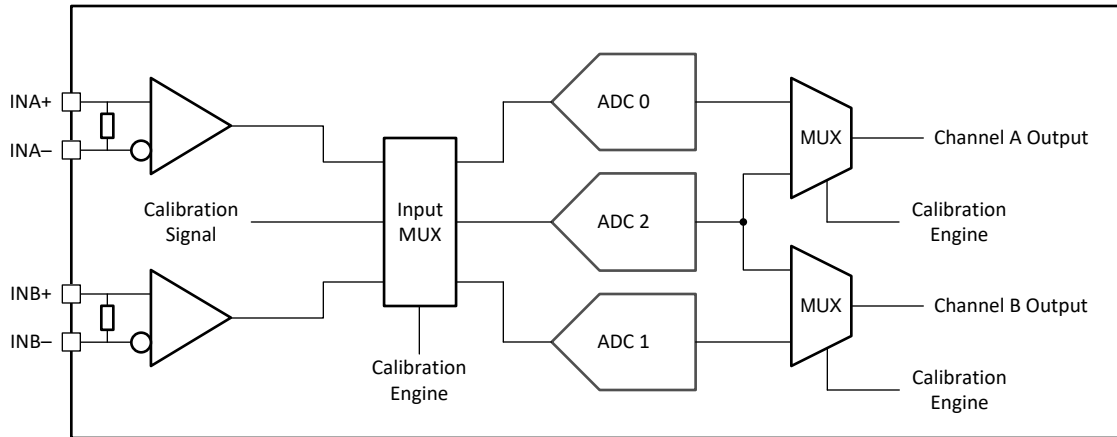 INA+
INA–
ADC 0
MUX
Channel A Output
Calibration
Signal
Input
MUX
ADC 2
Calibration
Engine
INB+
INB–
ADC 1
MUX
Channel B Output
Calibration
Engine
Calibration
Engine